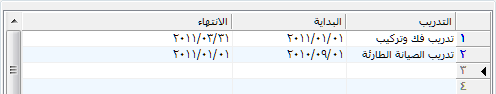 التدريب البداية الانتهاء
١ تدريب فك وتركيب ٢٠١١/٠١/٠١ ٢٠١١/٠٣/٣١
٢ تدريب الصيانة الطارئة ٢٠١٠/٠٩/٠١ ٢٠١١/٠١/٠١
٣
٤